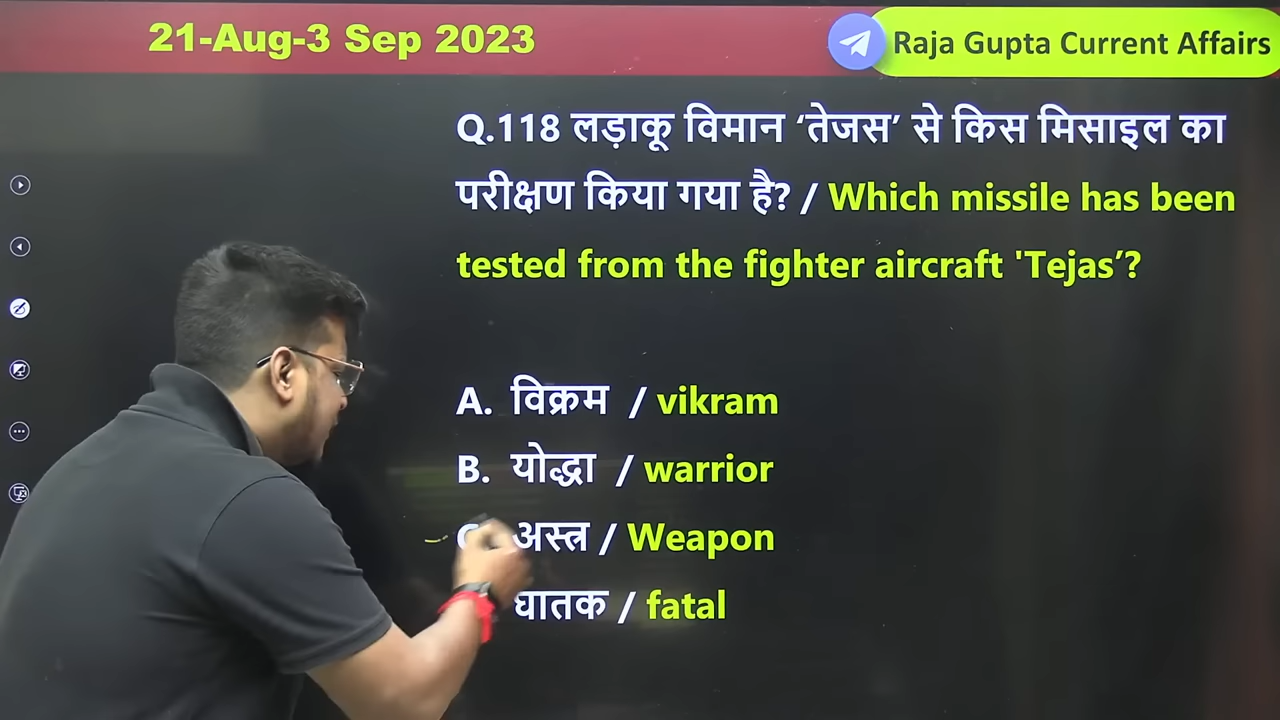 21-Aug-3 Sep 2023
Raja Gupta Current Affairs
Q.118 लड़ाकू विमान ‘तेजस’ से किस मिसाइल का
परीक्षण किया गया है? / Which missile has been
tested from the fighter aircraft 'Tejas’?
A. विक्रम / vikram
B. योद्धा / warrior
अस्त्र / Weapon
घातक / fatal